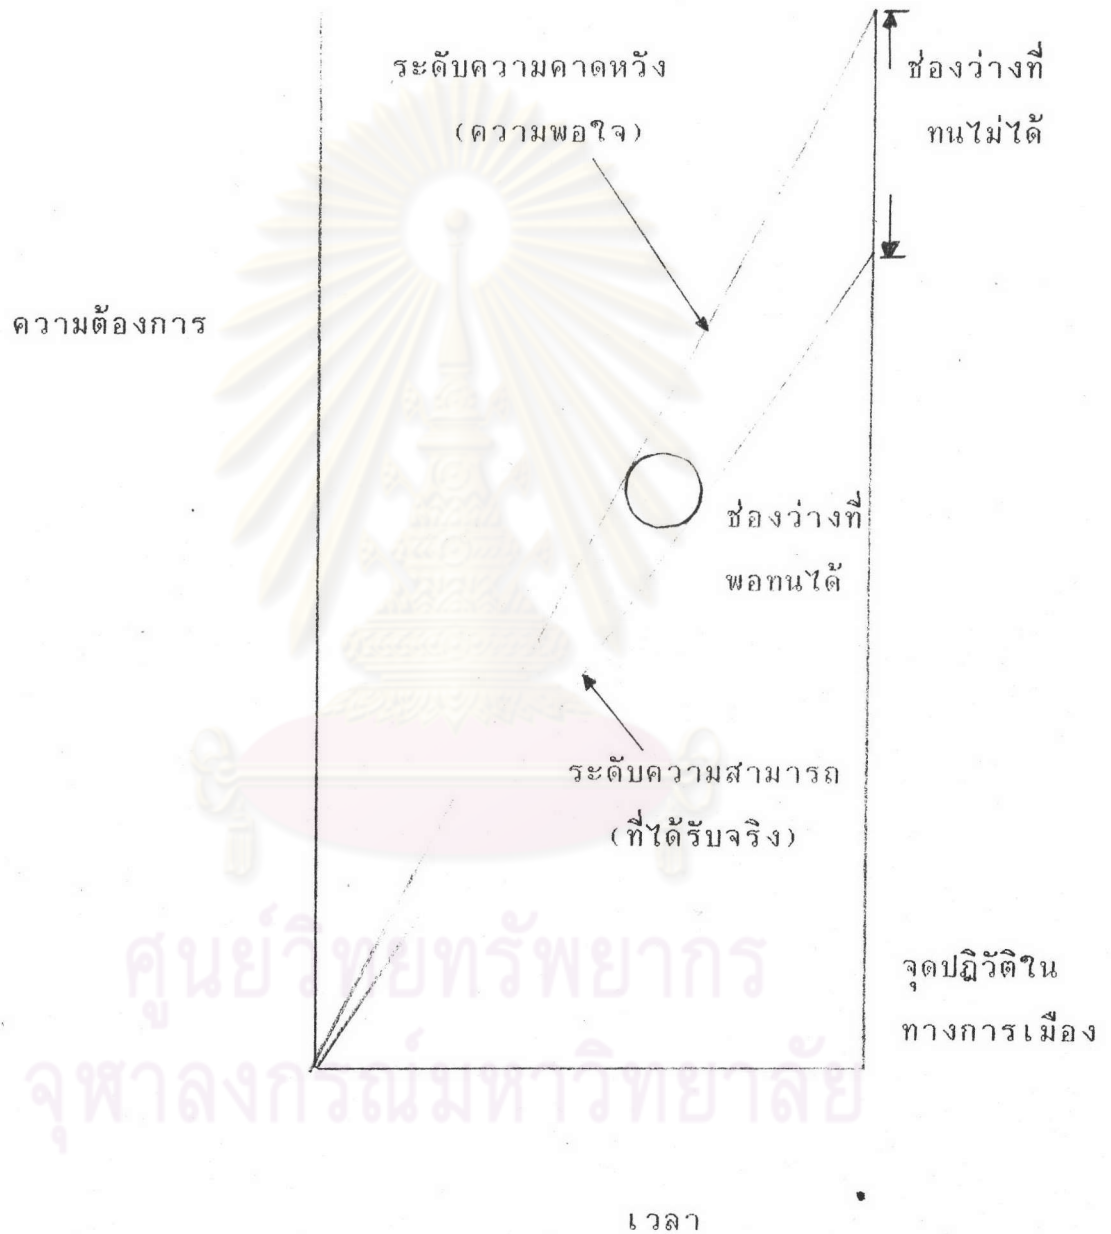 ระดับความคาดหวัง
(ความพอใจ)
ช่องว่างที่
ทนไม่ได้
ความต้องการ
ช่องว่างที่
พอทนได้
ระดับความสามารถ
(ที่ได้รับจริง)
จุดปฎิวัติใน
ทางการเมือง
ศูนย์วิทยทรัพยากร
จุฬาลงกรณ์มหาวิทยาลัย
เวลา